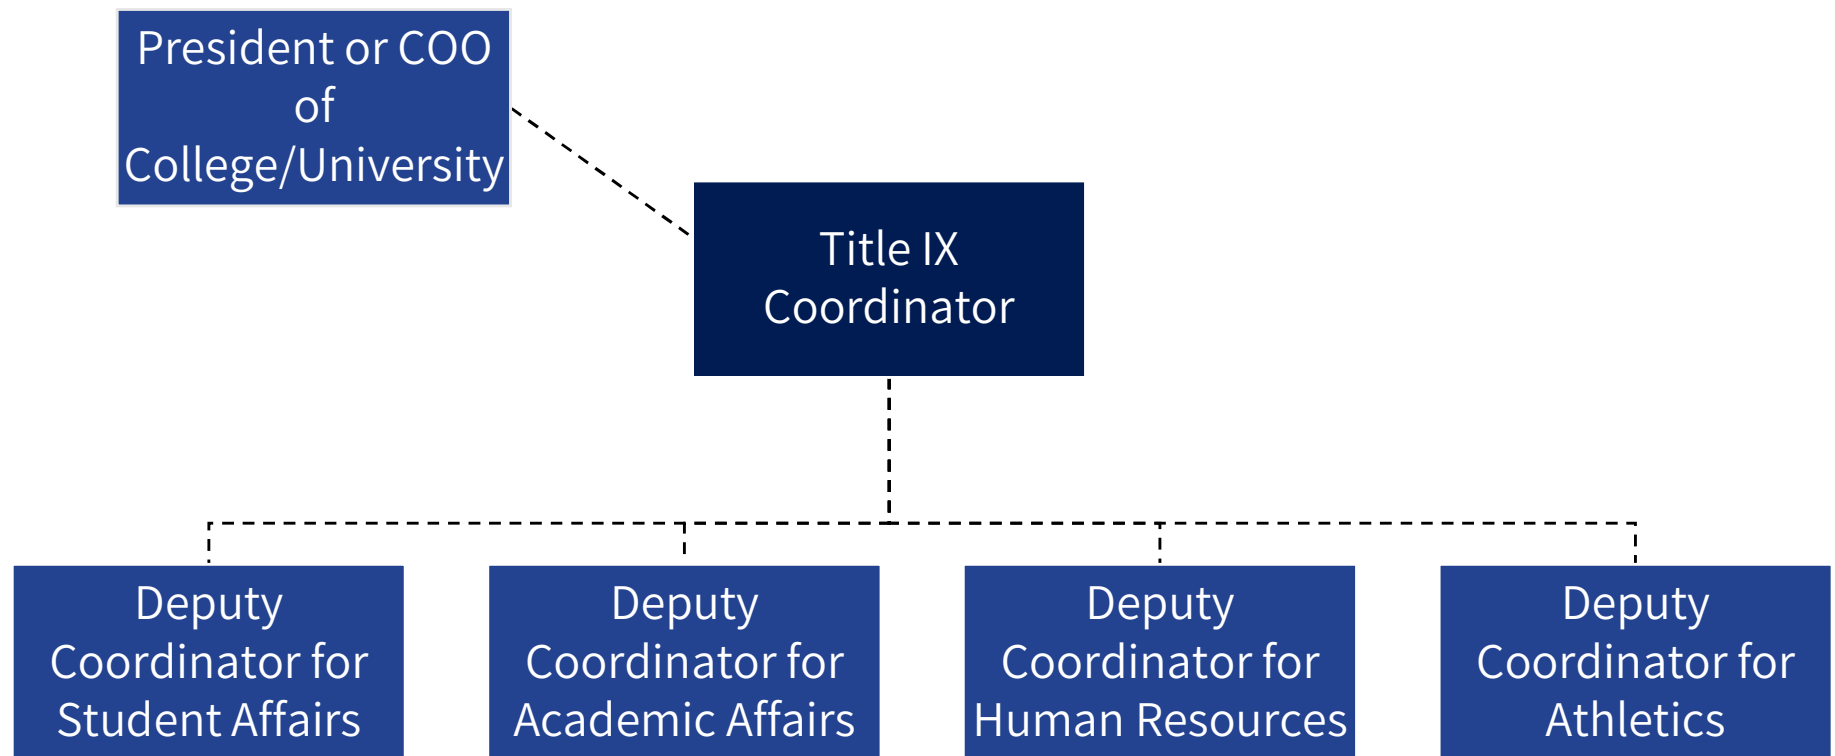 President or COO
of
College/University
Title IX
Coordinator
Deputy
Coordinator for
Student Affairs
Deputy
Coordinator for
Academic Affairs
Deputy
Coordinator for
Human Resources
Deputy
Coordinator for
Athletics